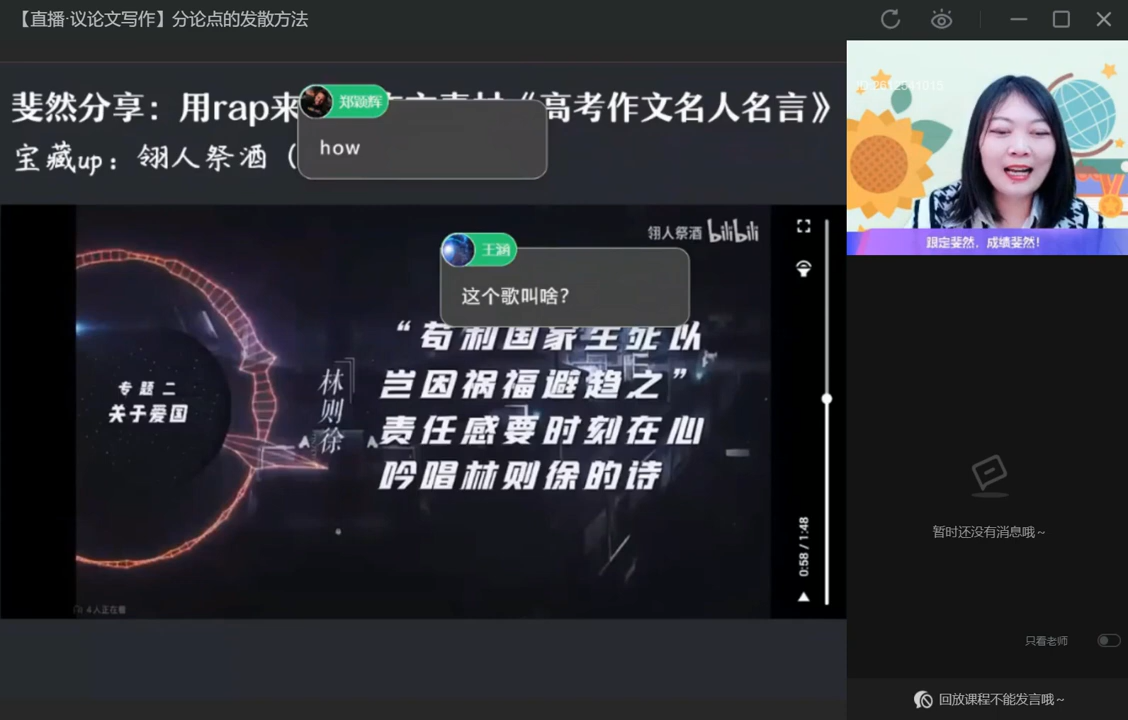 【直播·议论文写作】分论点的发散方法
斐然分享：用rap来
《高考作文名人名言》
郑颖辉
how
宝藏up：翎人祭酒（
翎人祭酒 bilibili
王涵
这个歌叫啥？
“苟利国家生死以
岂因祸福避趋之”
责任感要时刻在心
吟唱林则徐的诗
专题二
关于爱国
林则徐
0:58 / 1:48
4人正在看
跟定斐然，成绩斐然！
暂时还没有消息哦～
只看老师
回放课程不能发言哦～